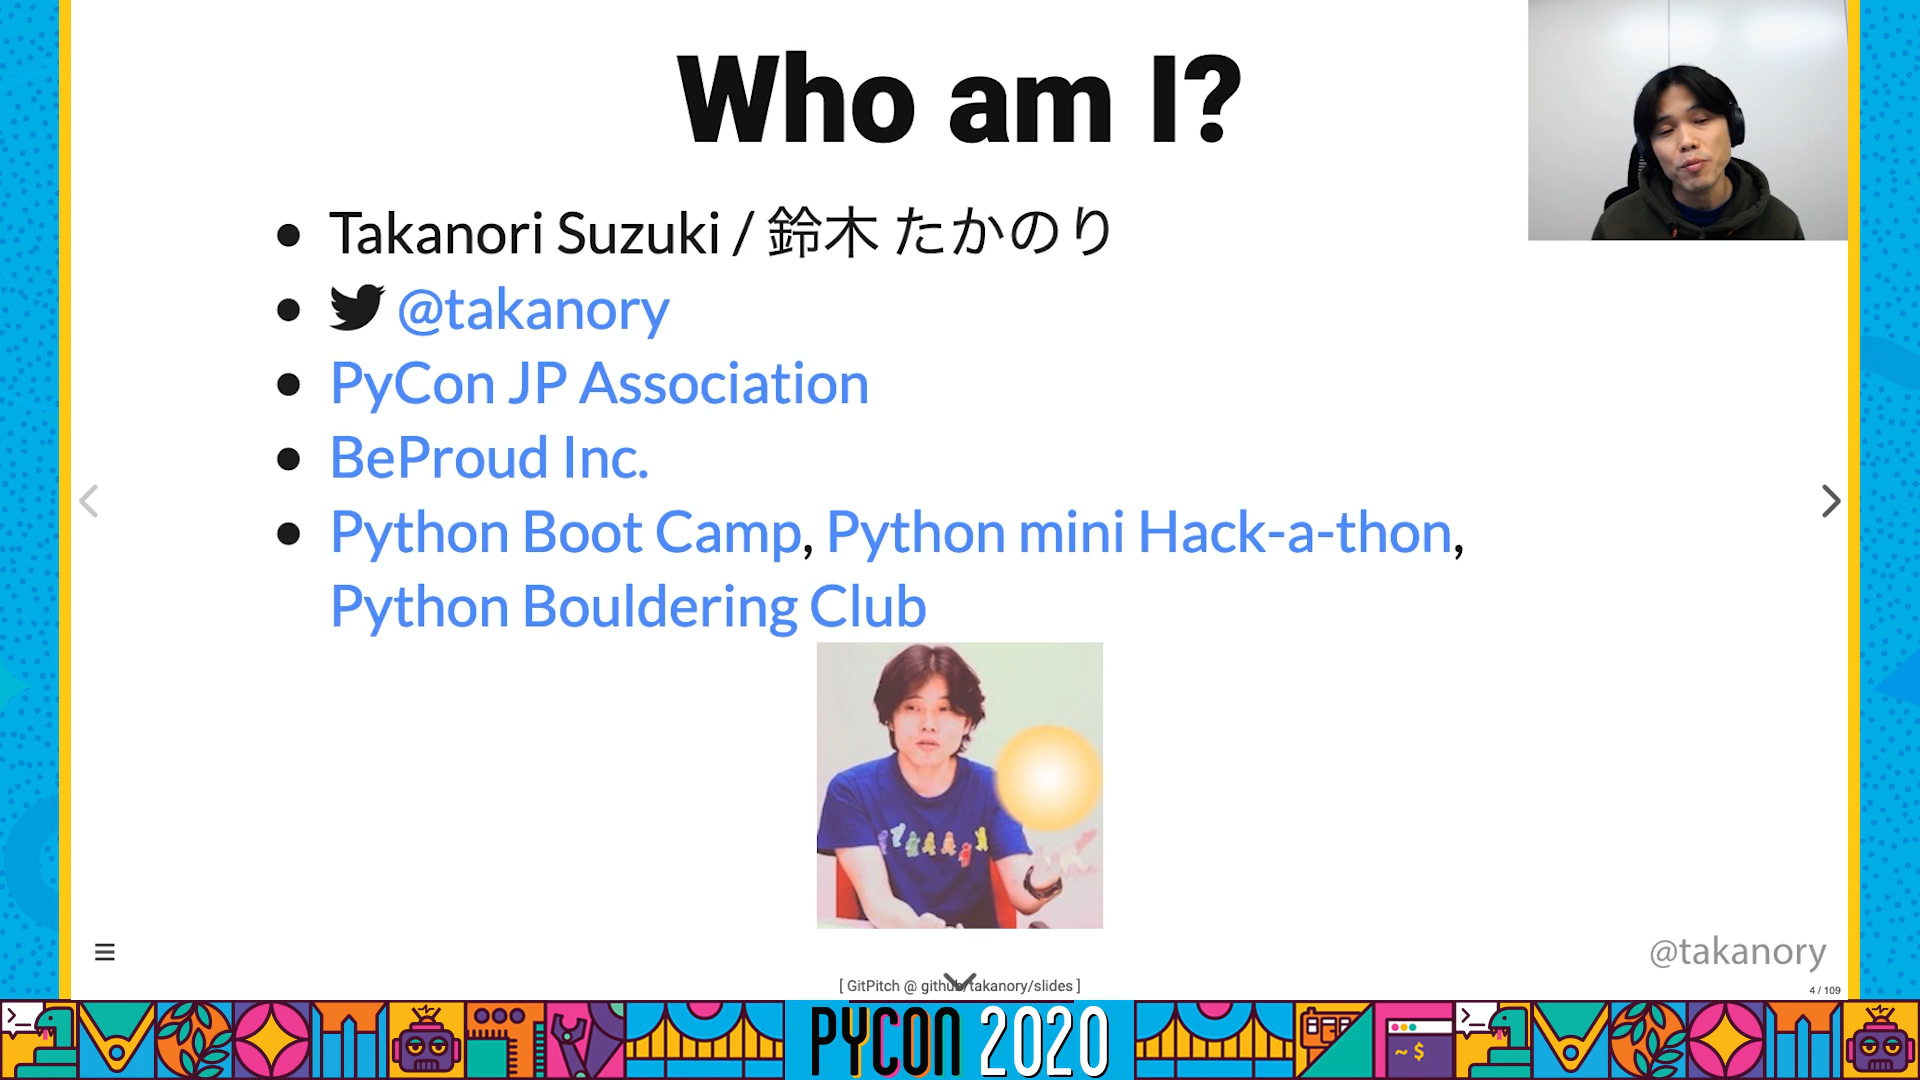 Who am I?
Takanori Suzuki / 鈴木 たかのり
@takanory
PyCon JP Association
BeProud Inc.
Python Boot Camp, Python mini Hack-a-thon,
Python Bouldering Club
@takanory
[ GitPitch @ github/takanory/slides ]
4 / 109
PYCON 2020
~ $